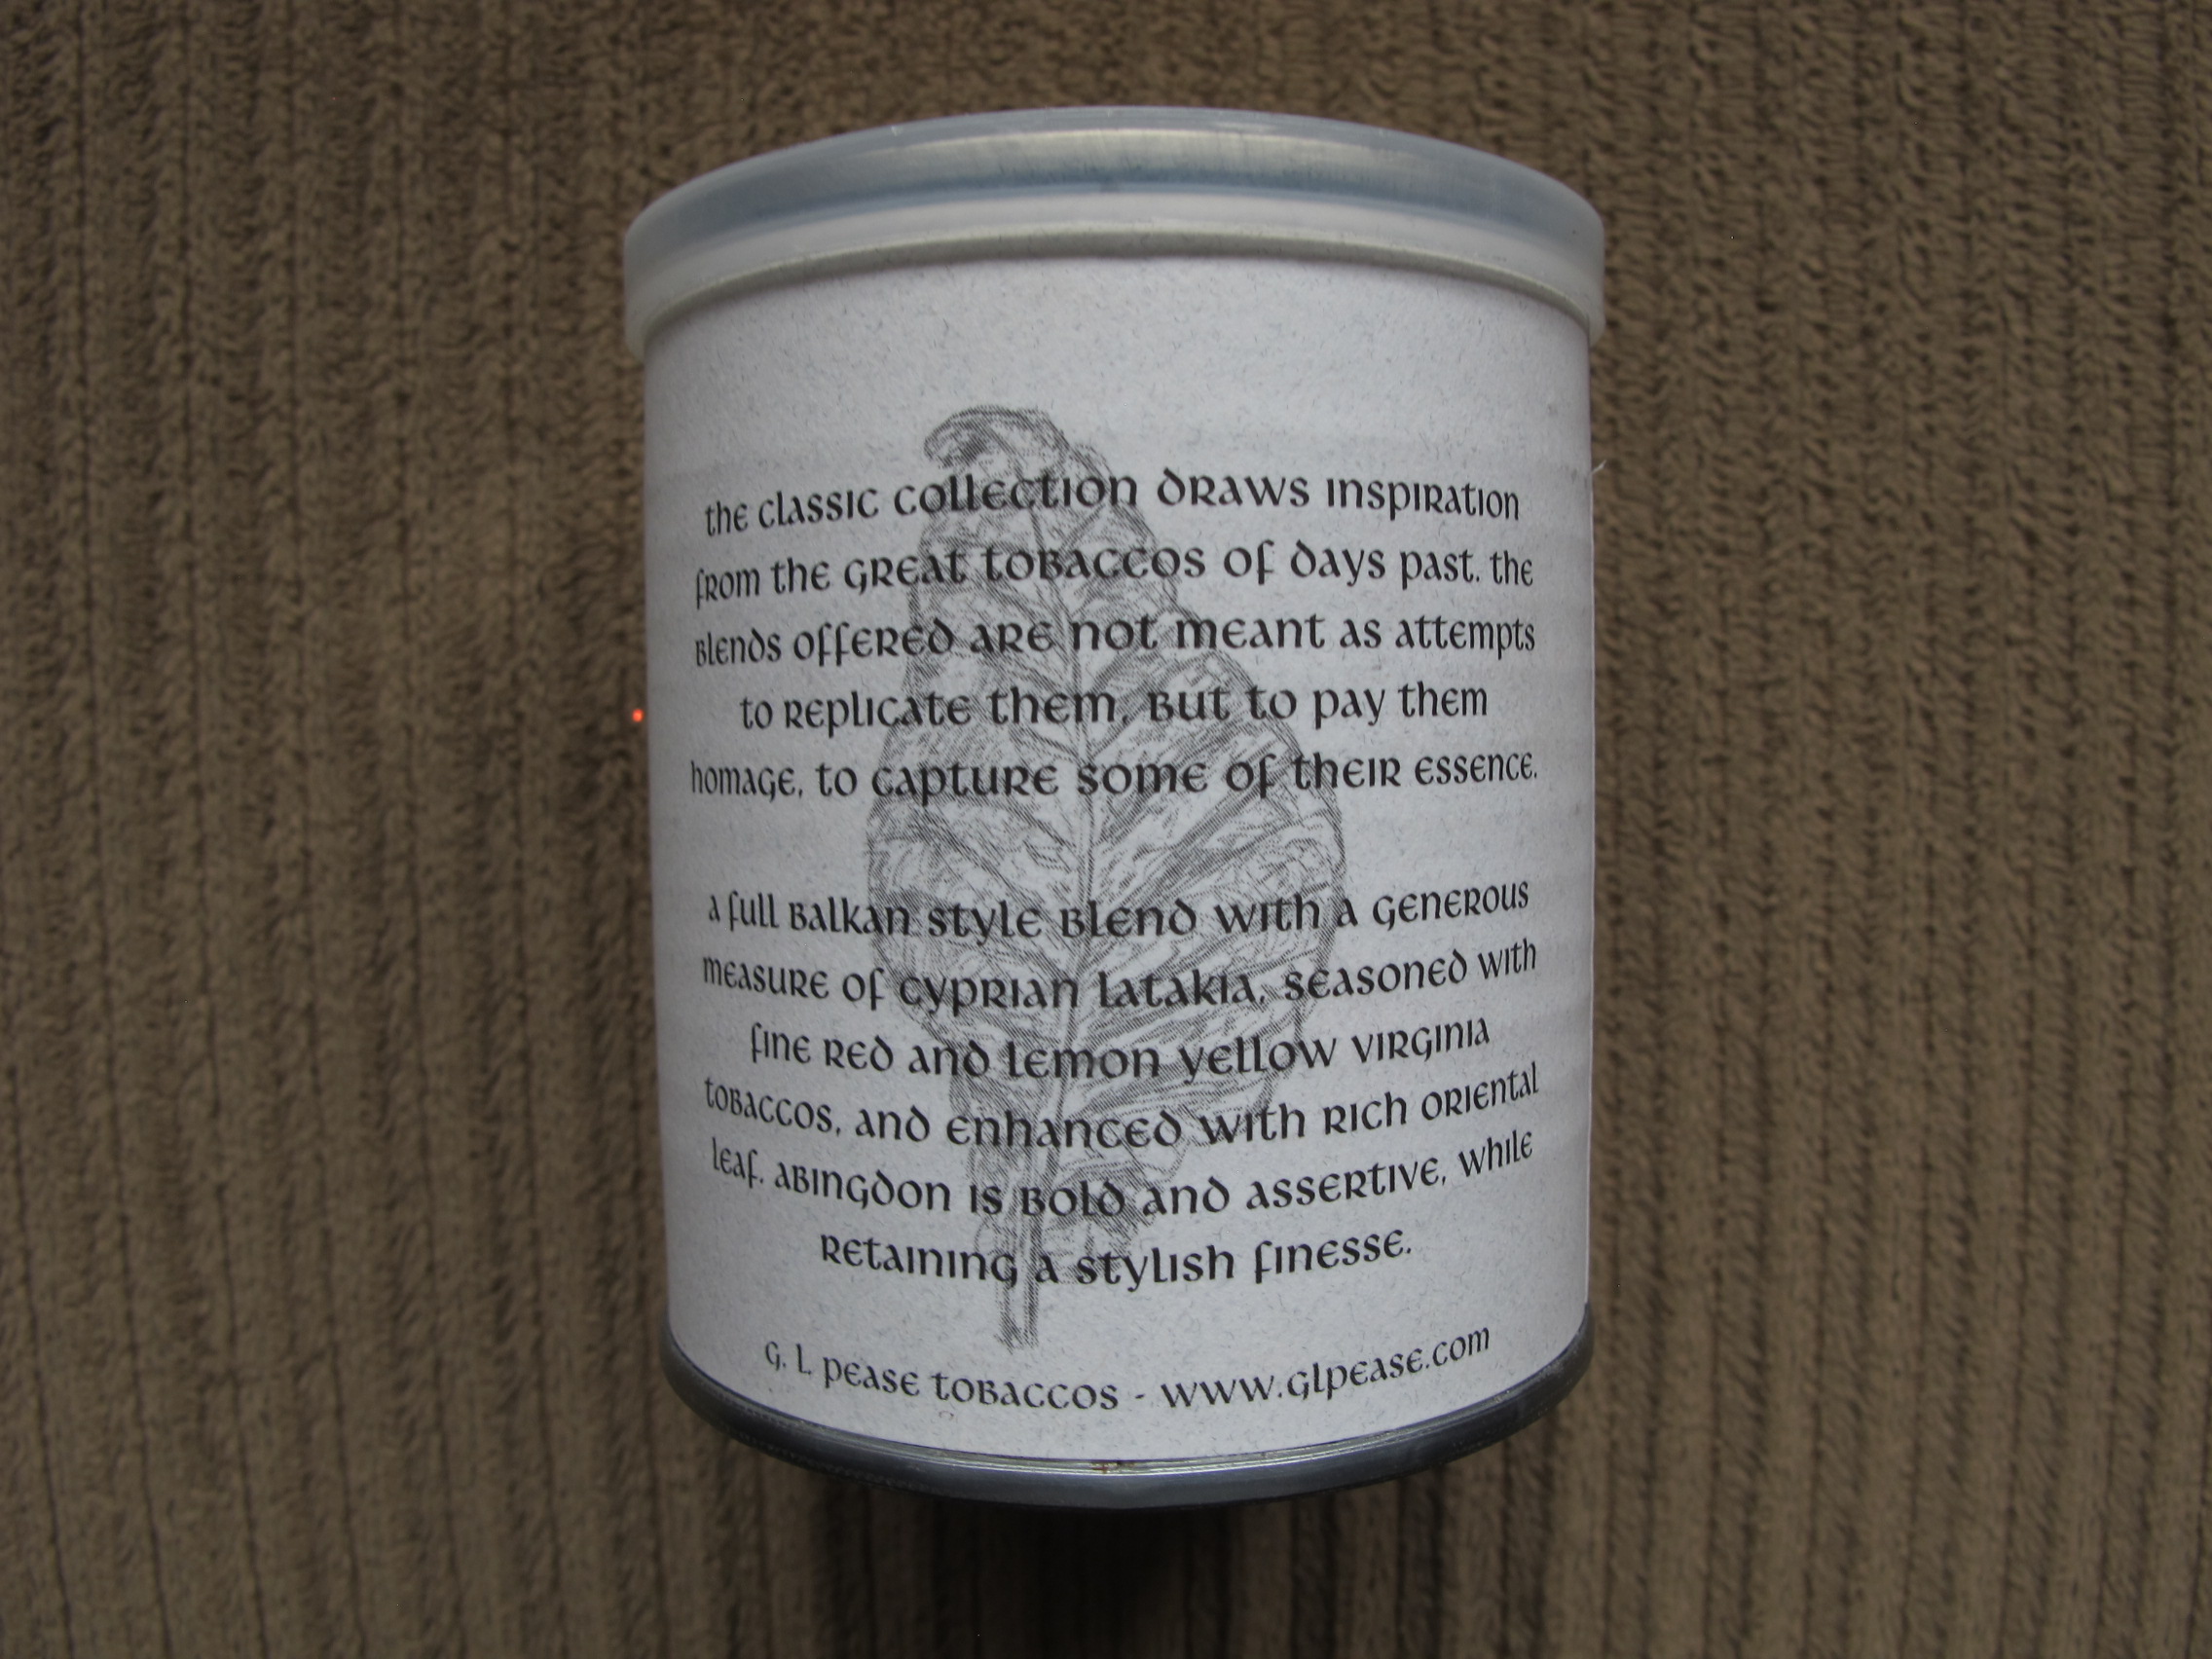 the classic collection draws inspiration
from the great tobaccos of days past. the
blends offered are not meant as attempts
to replicate them, but to pay them
homage, to capture some of their essence.
a full balkan style blend with a generous
measure of cyprian latakia, seasoned with
fine red and lemon yellow virginia
tobaccos, and enhanced with rich oriental
leaf. abingdon is bold and assertive, while
retaining a stylish finesse.
g. l. pease tobaccos - www.glpease.com